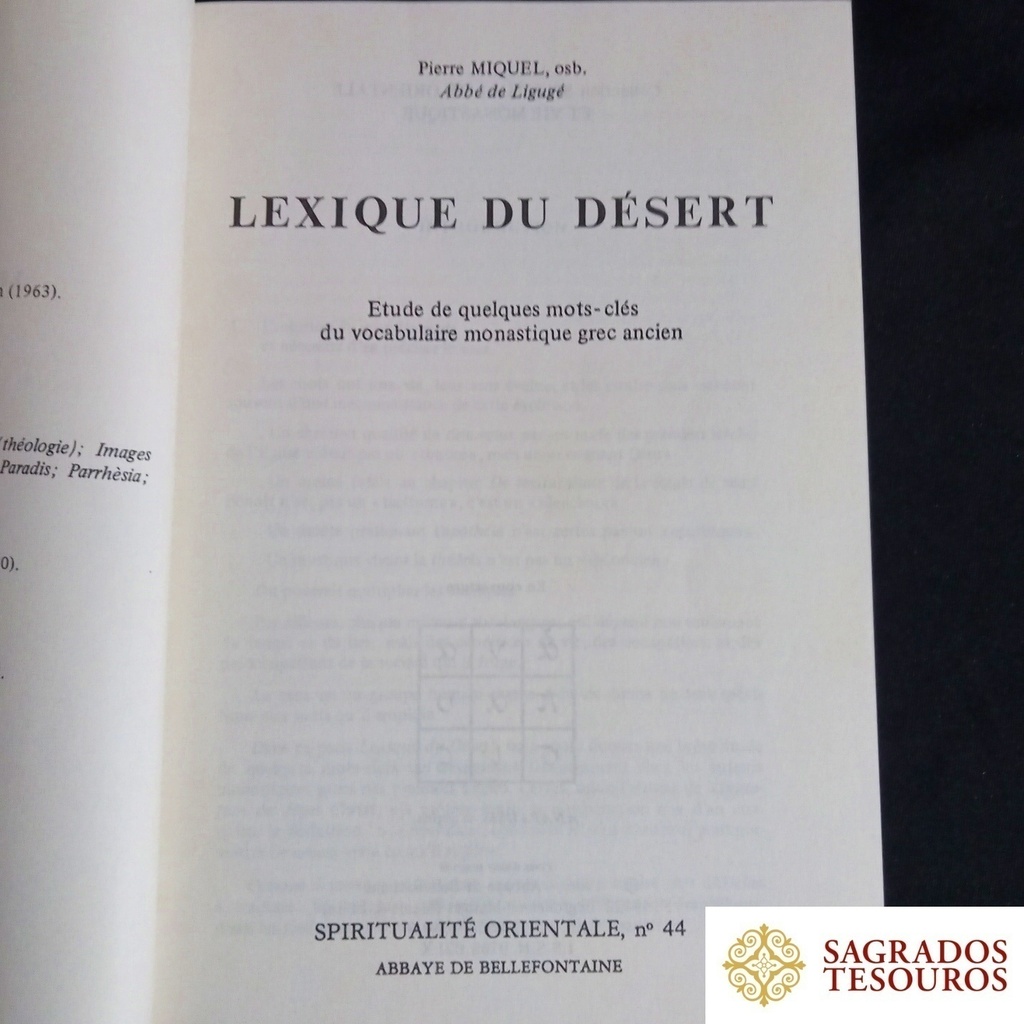 (1963).
(théologie); Images
Paradis; Parrhèsia;
0).
Pierre MIQUEL, osb.
Abbé de Ligugé
LEXIQUE DU DÉSERT
Etude de quelques mots-clés
du vocabulaire monastique grec ancien
SPIRITUALITÉ ORIENTALE, nº 44
ABBAYE DE BELLEFONTAINE
SAGRADOS
TESOUROS